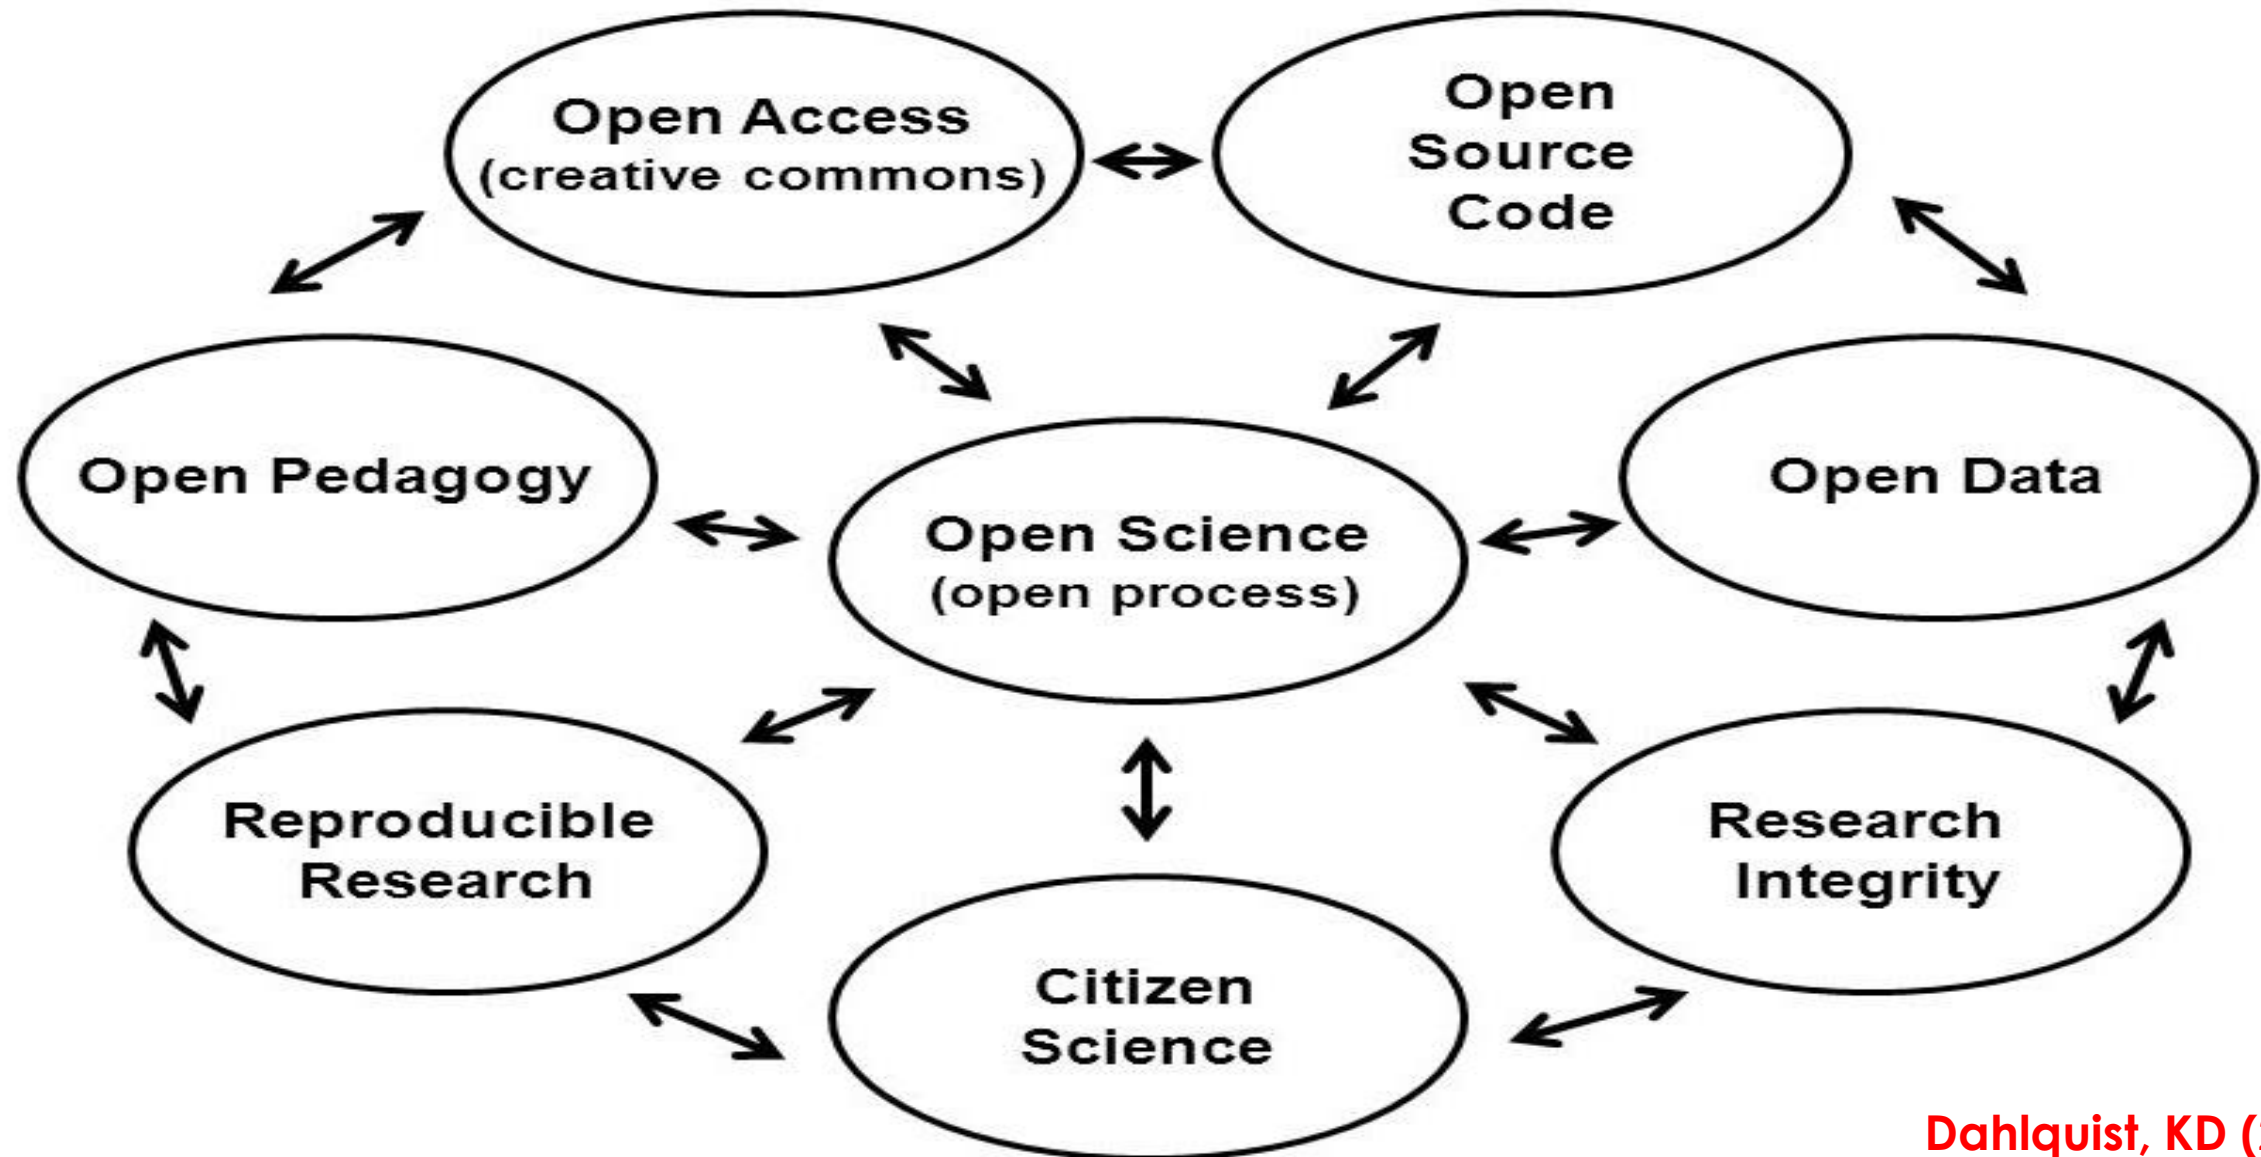 Open Access
(creative commons)
Open
Source
Code
Open Pedagogy
Open Science
(open process)
Open Data
Reproducible
Research
Citizen
Science
Research
Integrity
Dahlquist, KD (